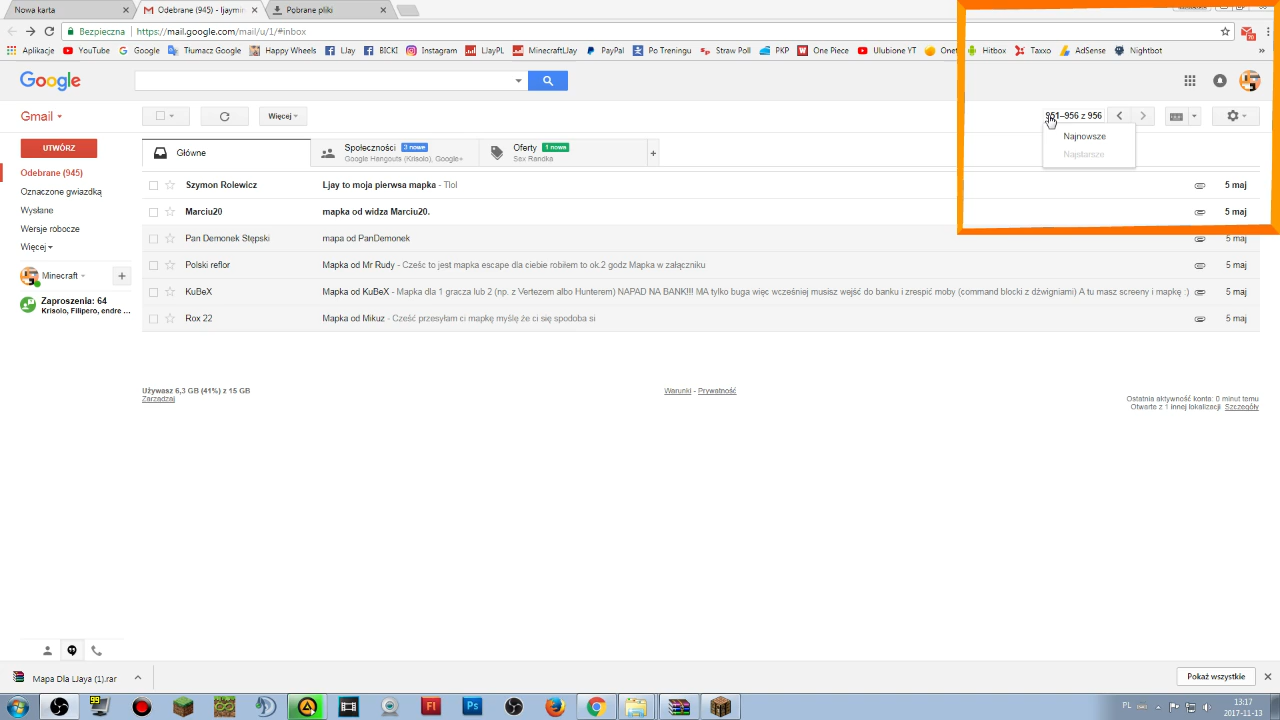 Nowa karta
Odebrane (945) - ljaymin
Pobrane pliki
Bezpieczna
https://mail.google.com/mail/u/1/#inbox
Aplikacje
YouTube
Google
Tłumacz Google
Happy Wheels
LIay
BICKI
Instagram
LIayPL
MinecraftLIay
PayPal
Po Treningu
Straw Poll
PKP
One Piece
Ulubione YT
Onet
Hitbox
Taxxo
AdSense
Nightbot
»
Google
Gmail
Więcej
951–956 z 956
Najnowsze
Najstarsze
UTWÓRZ
Główne
Społeczności
3 nowe
Google Hangouts (Krisolo), Google+
Oferty
1 nowe
Sex Randka
+
Odebrane (945)
Oznaczone gwiazdką
Wysłane
Wersje robocze
Więcej
Minecraft
+
Zaproszenia: 64
Krisolo, Filipero, endre ...
Szymon Rolewicz Ljay to moja pierwsa mapka - Tlol 5 maj
Marciu20 mapka od widza Marciu20. 5 maj
Pan Demonek Stępski mapa od PanDemonek 5 maj
Polski reflor Mapka od Mr Rudy - Cześc to jest mapka escape dla ciebie robiłem to ok.2 godz Mapka w załączniku 5 maj
KuBeX Mapka od KuBeX - Mapka dla 1 gracza lub 2 (np. z Vertezem albo Hunterem) NAPAD NA BANK!!! MA tylko buga więc wcześniej musisz wejść do banku i zrespić moby (command blocki z dźwigniami) A tu masz screeny i mapkę :) 5 maj
Rox 22 Mapka od Mikuz - Cześć przesyłam ci mapkę myślę że ci się spodoba si 5 maj
Używasz 6,3 GB (41%) z 15 GB
Zarządzaj
Warunki - Prywatność
Ostatnia aktywność konta: 0 minut temu
Otwarte z 1 innej lokalizacji Szczegóły
Mapa Dla LJaya (1).rar
Pokaż wszystkie
PL
13:17
2017-11-13